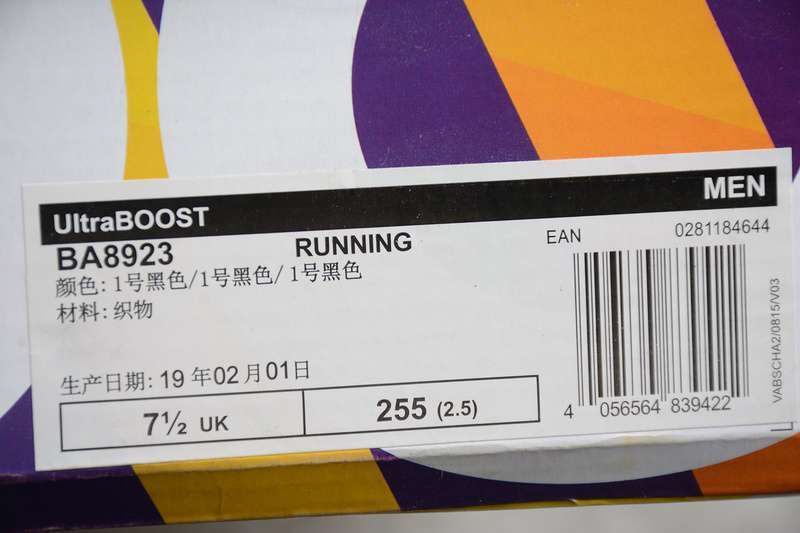 UltraBOOST MEN
BA8923 RUNNING EAN 0281184644
颜色: 1号黑色/1号黑色/ 1号黑色
材料: 织物
生产日期: 19 年02 月01日
7½ UK 255 (2.5)
4 056564 839422
VABSCHA2/0815/V03